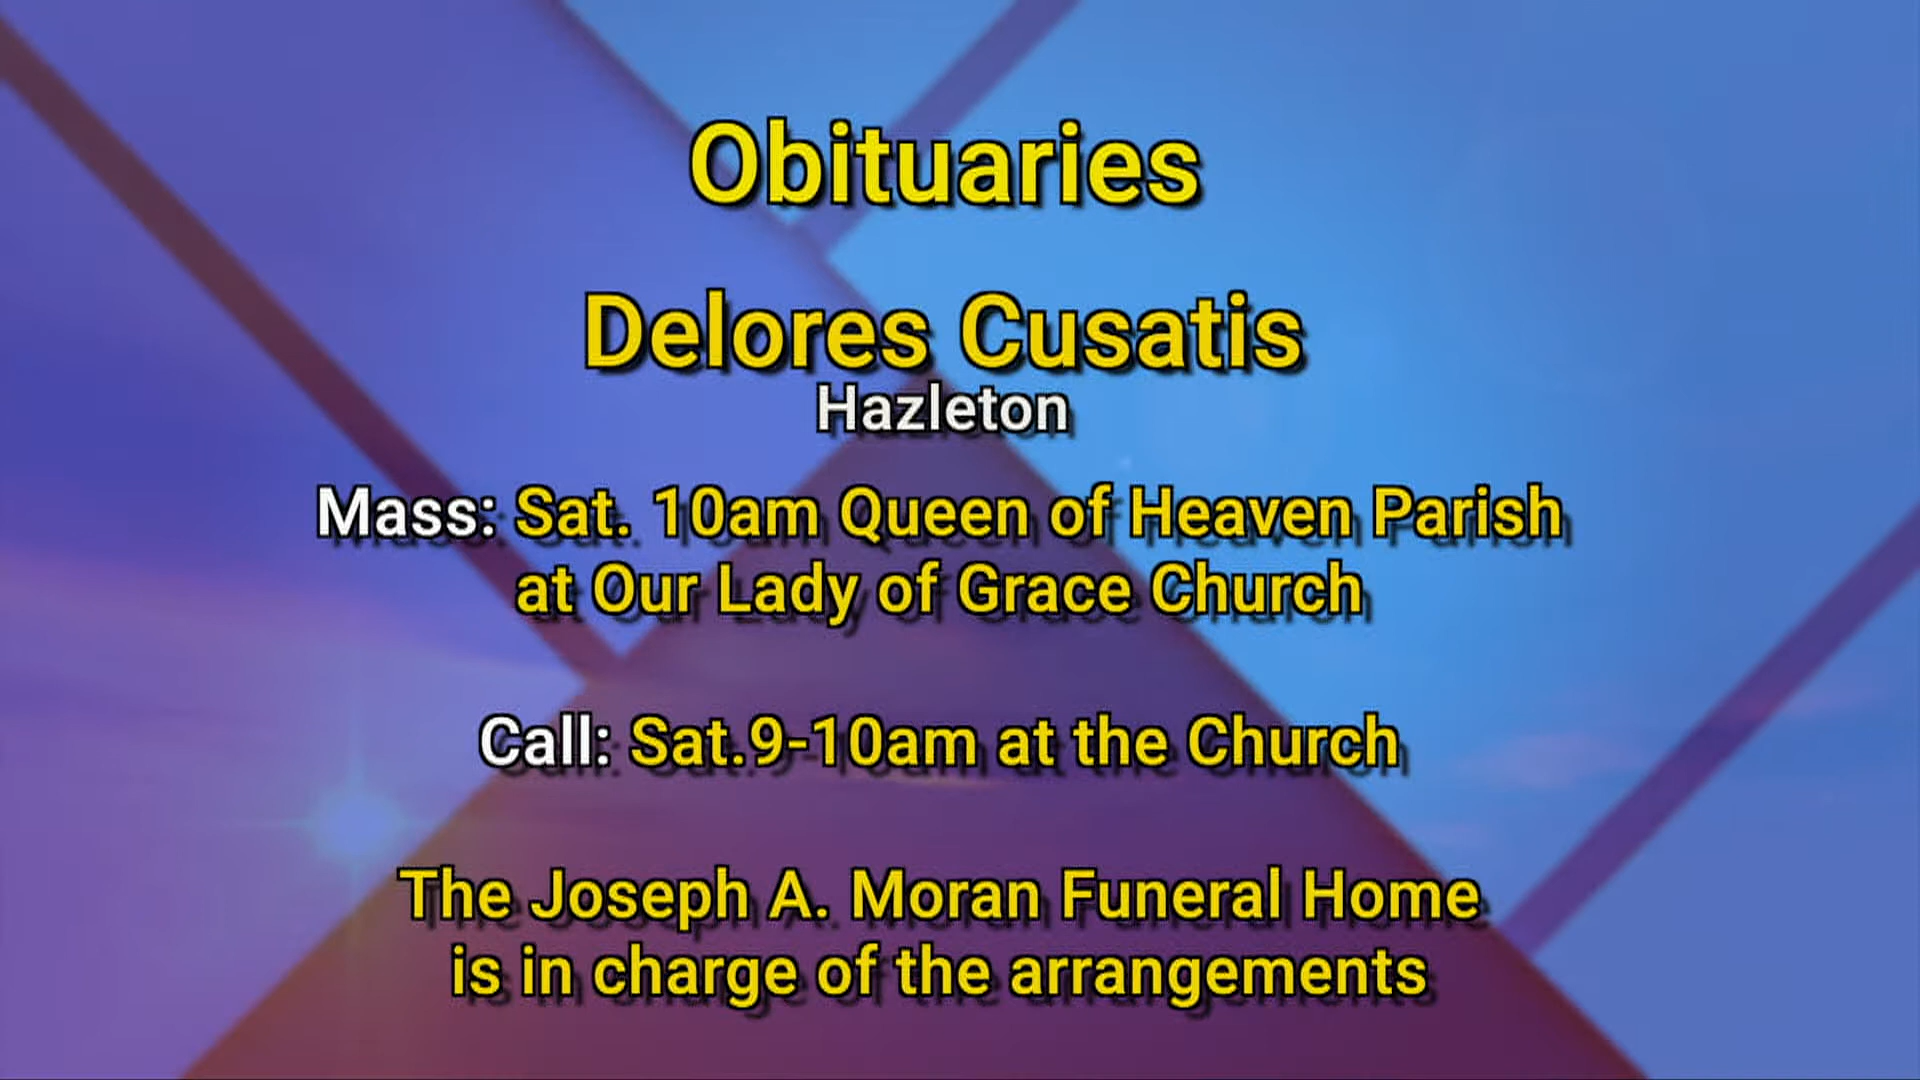 Obituaries
Delores Cusatis
Hazleton
Mass: Sat. 10am Queen of Heaven Parish
at Our Lady of Grace Church
Call: Sat.9-10am at the Church
The Joseph A. Moran Funeral Home
is in charge of the arrangements